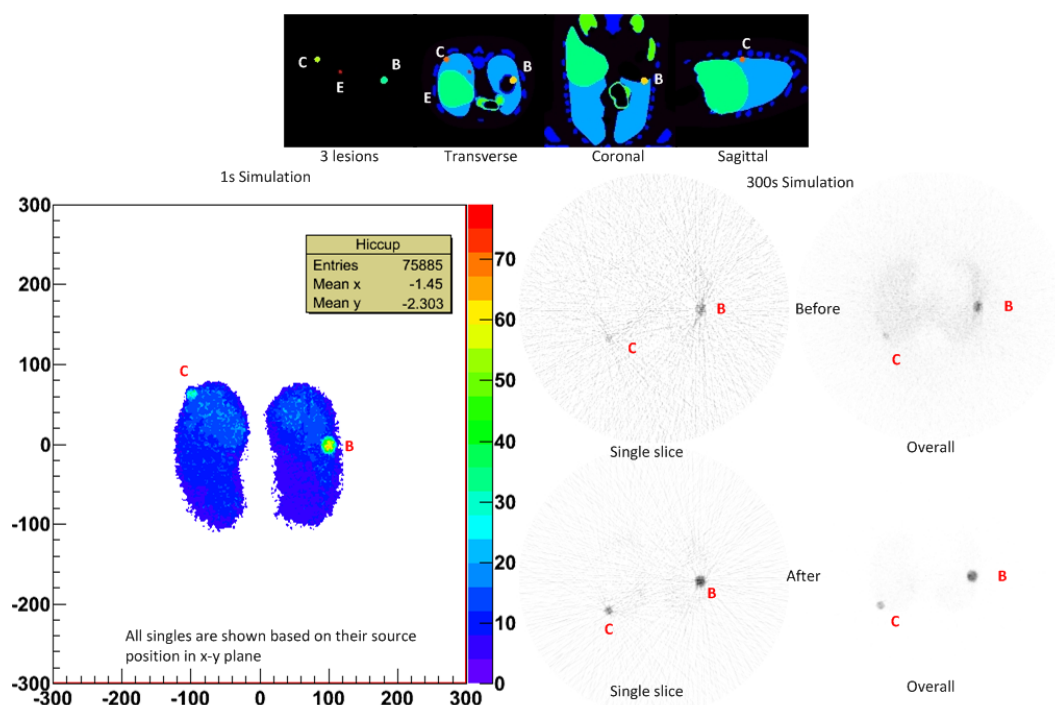 C
E
B
C
E
B
B
C
3 lesions
Transverse
Coronal
Sagittal
1s Simulation
300s Simulation
300
200
100
0
-100
-200
-300
-300
-200
-100
0
100
200
300
Hiccup
Entries 75885
Mean x -1.45
Mean y -2.303
C
B
All singles are shown based on their source
position in x-y plane
70
60
50
40
30
20
10
0
B
C
Single slice
Before
B
C
Overall
B
C
Single slice
After
B
C
Overall